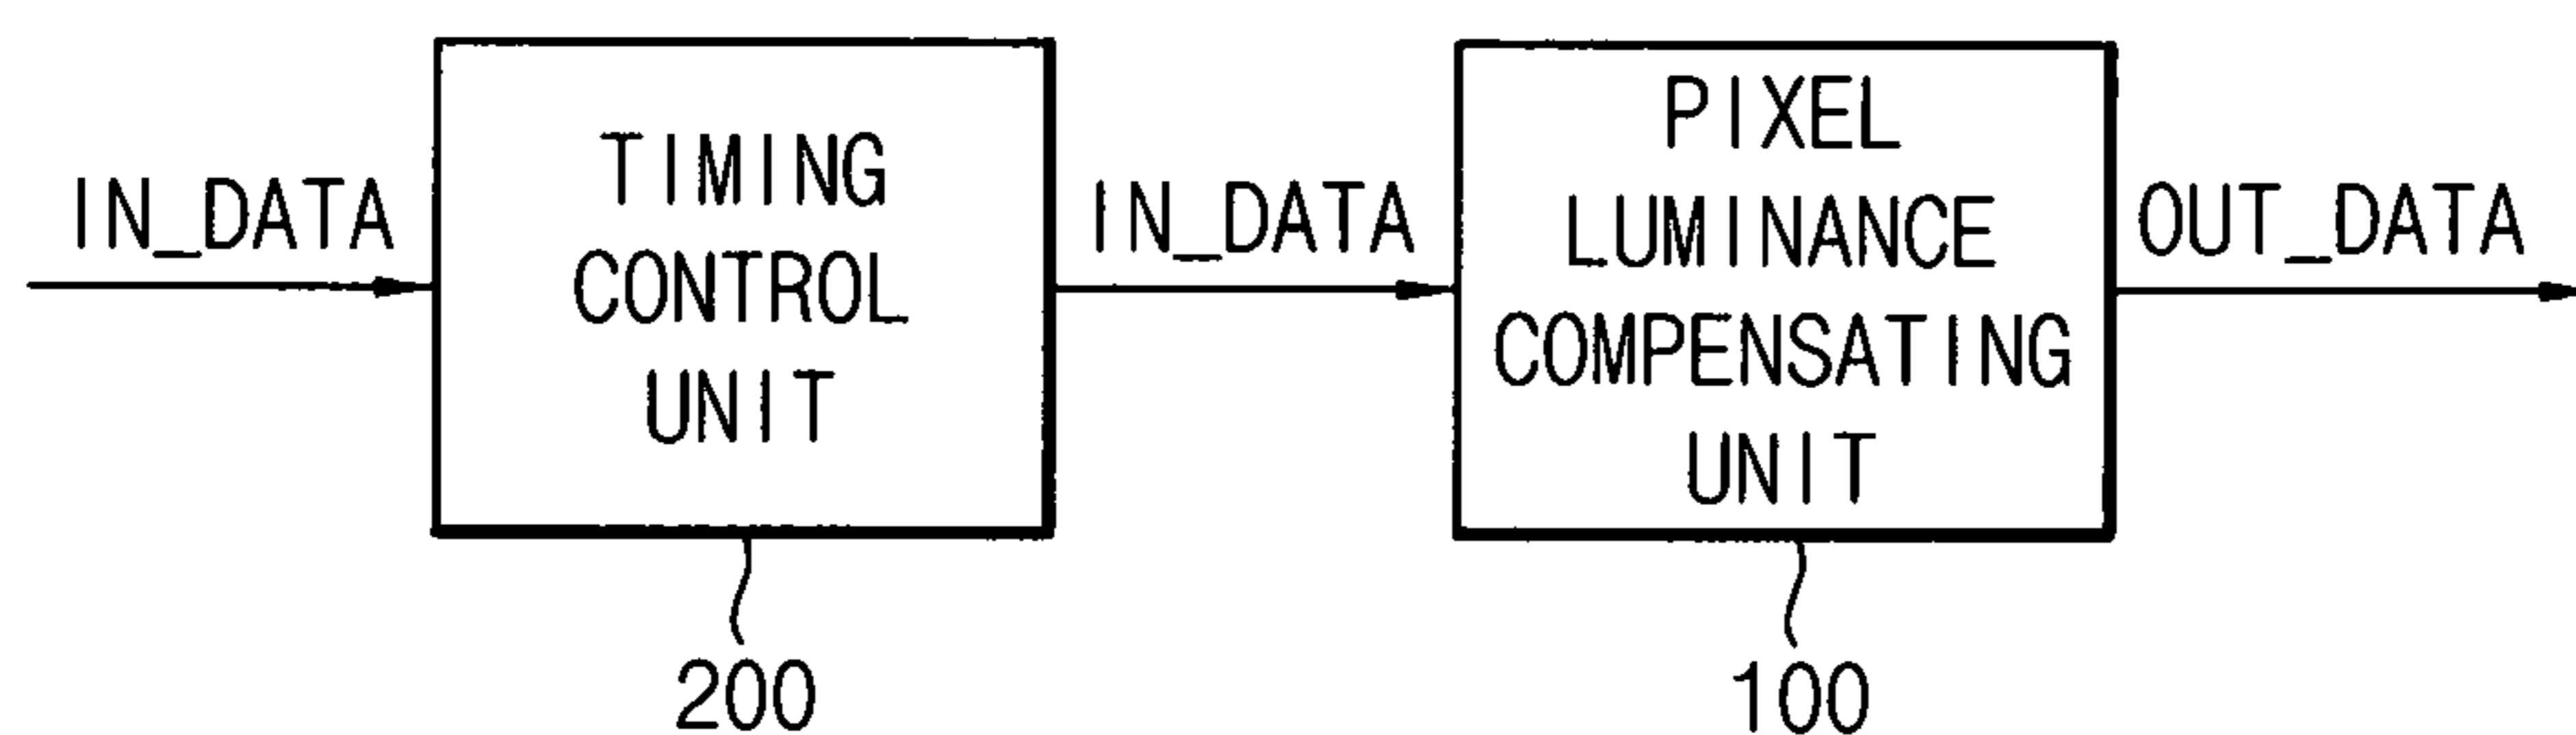 IN_DATA
TIMING
CONTROL
UNIT
IN_DATA
PIXEL
LUMINANCE
COMPENSATING
UNIT
OUT_DATA
200
100